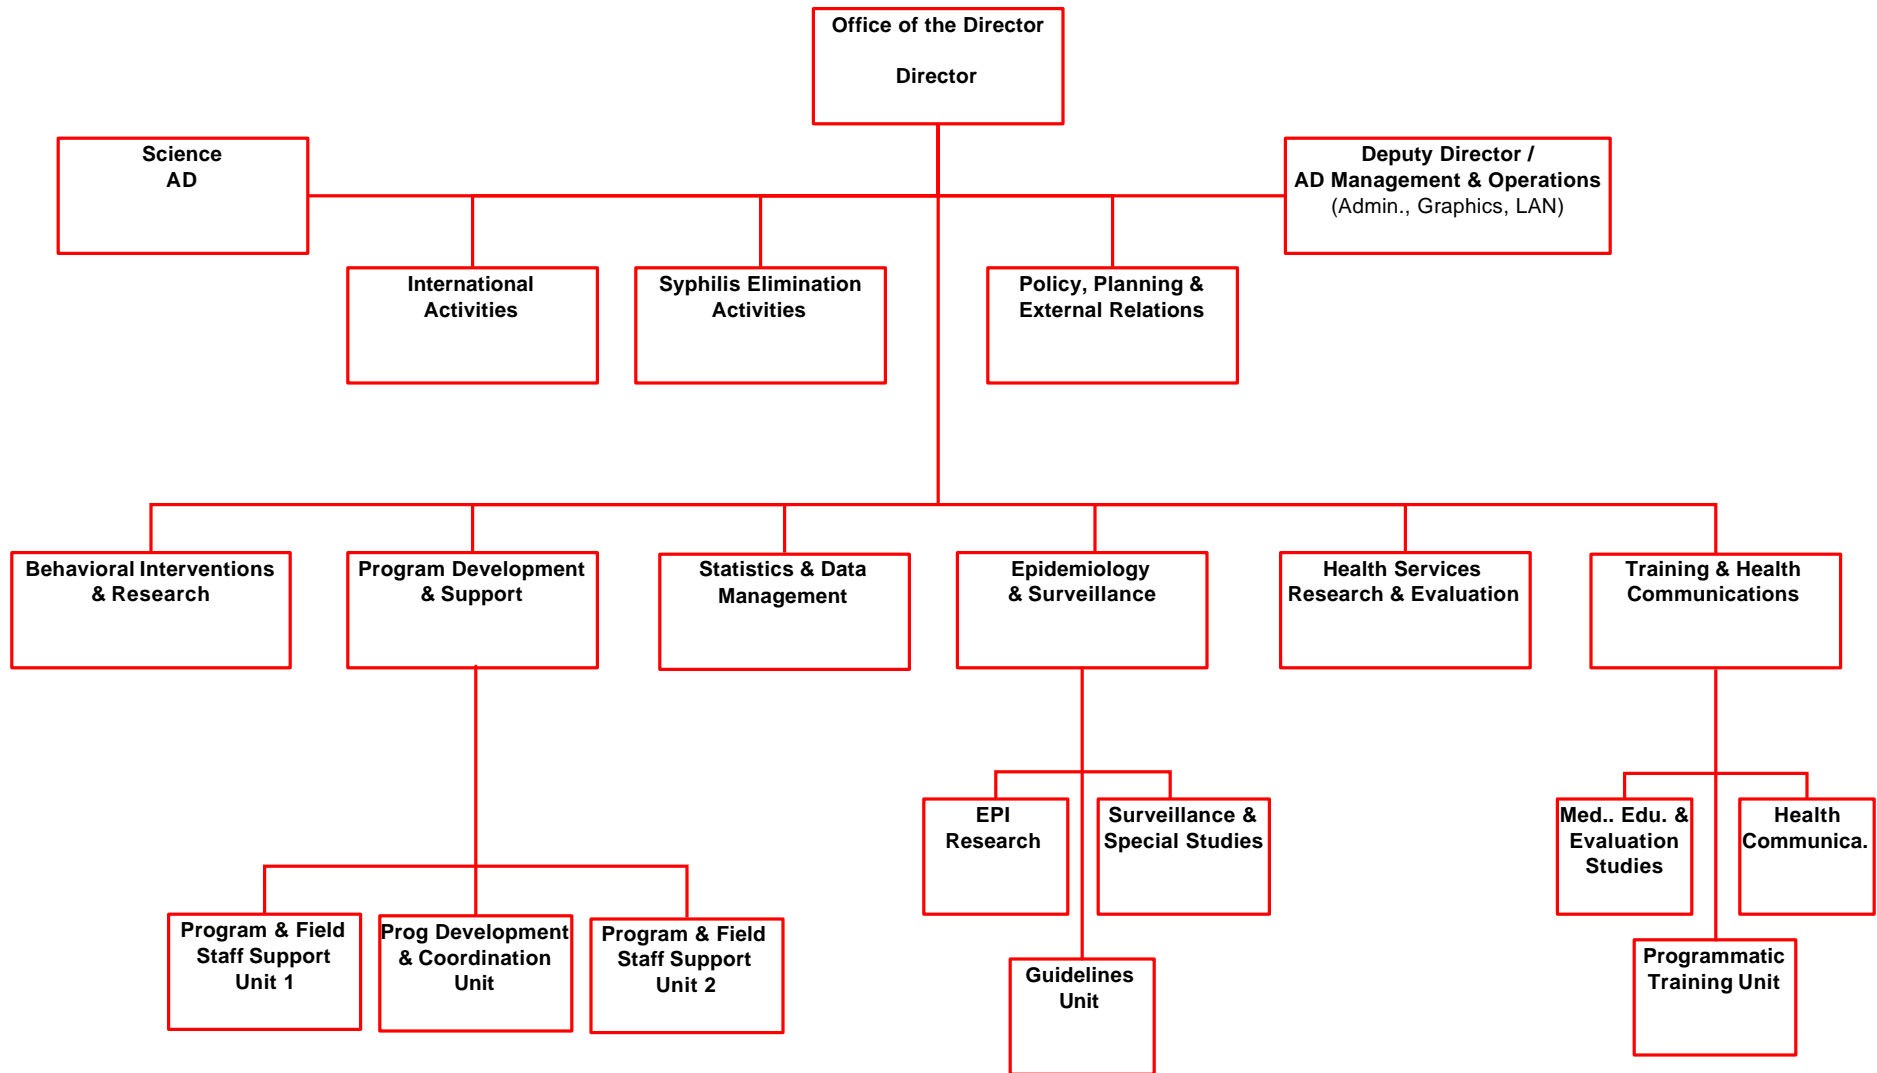 Office of the Director
Director
Science
AD
Deputy Director /
AD Management & Operations
(Admin., Graphics, LAN)
International
Activities
Syphilis Elimination
Activities
Policy, Planning &
External Relations
Behavioral Interventions
& Research
Program Development
& Support
Statistics & Data
Management
Epidemiology
& Surveillance
Health Services
Research & Evaluation
Training & Health
Communications
EPI
Research
Surveillance &
Special Studies
Med.. Edu. &
Evaluation
Studies
Health
Communica.
Program & Field
Staff Support
Unit 1
Prog Development
& Coordination
Unit
Program & Field
Staff Support
Unit 2
Guidelines
Unit
Programmatic
Training Unit